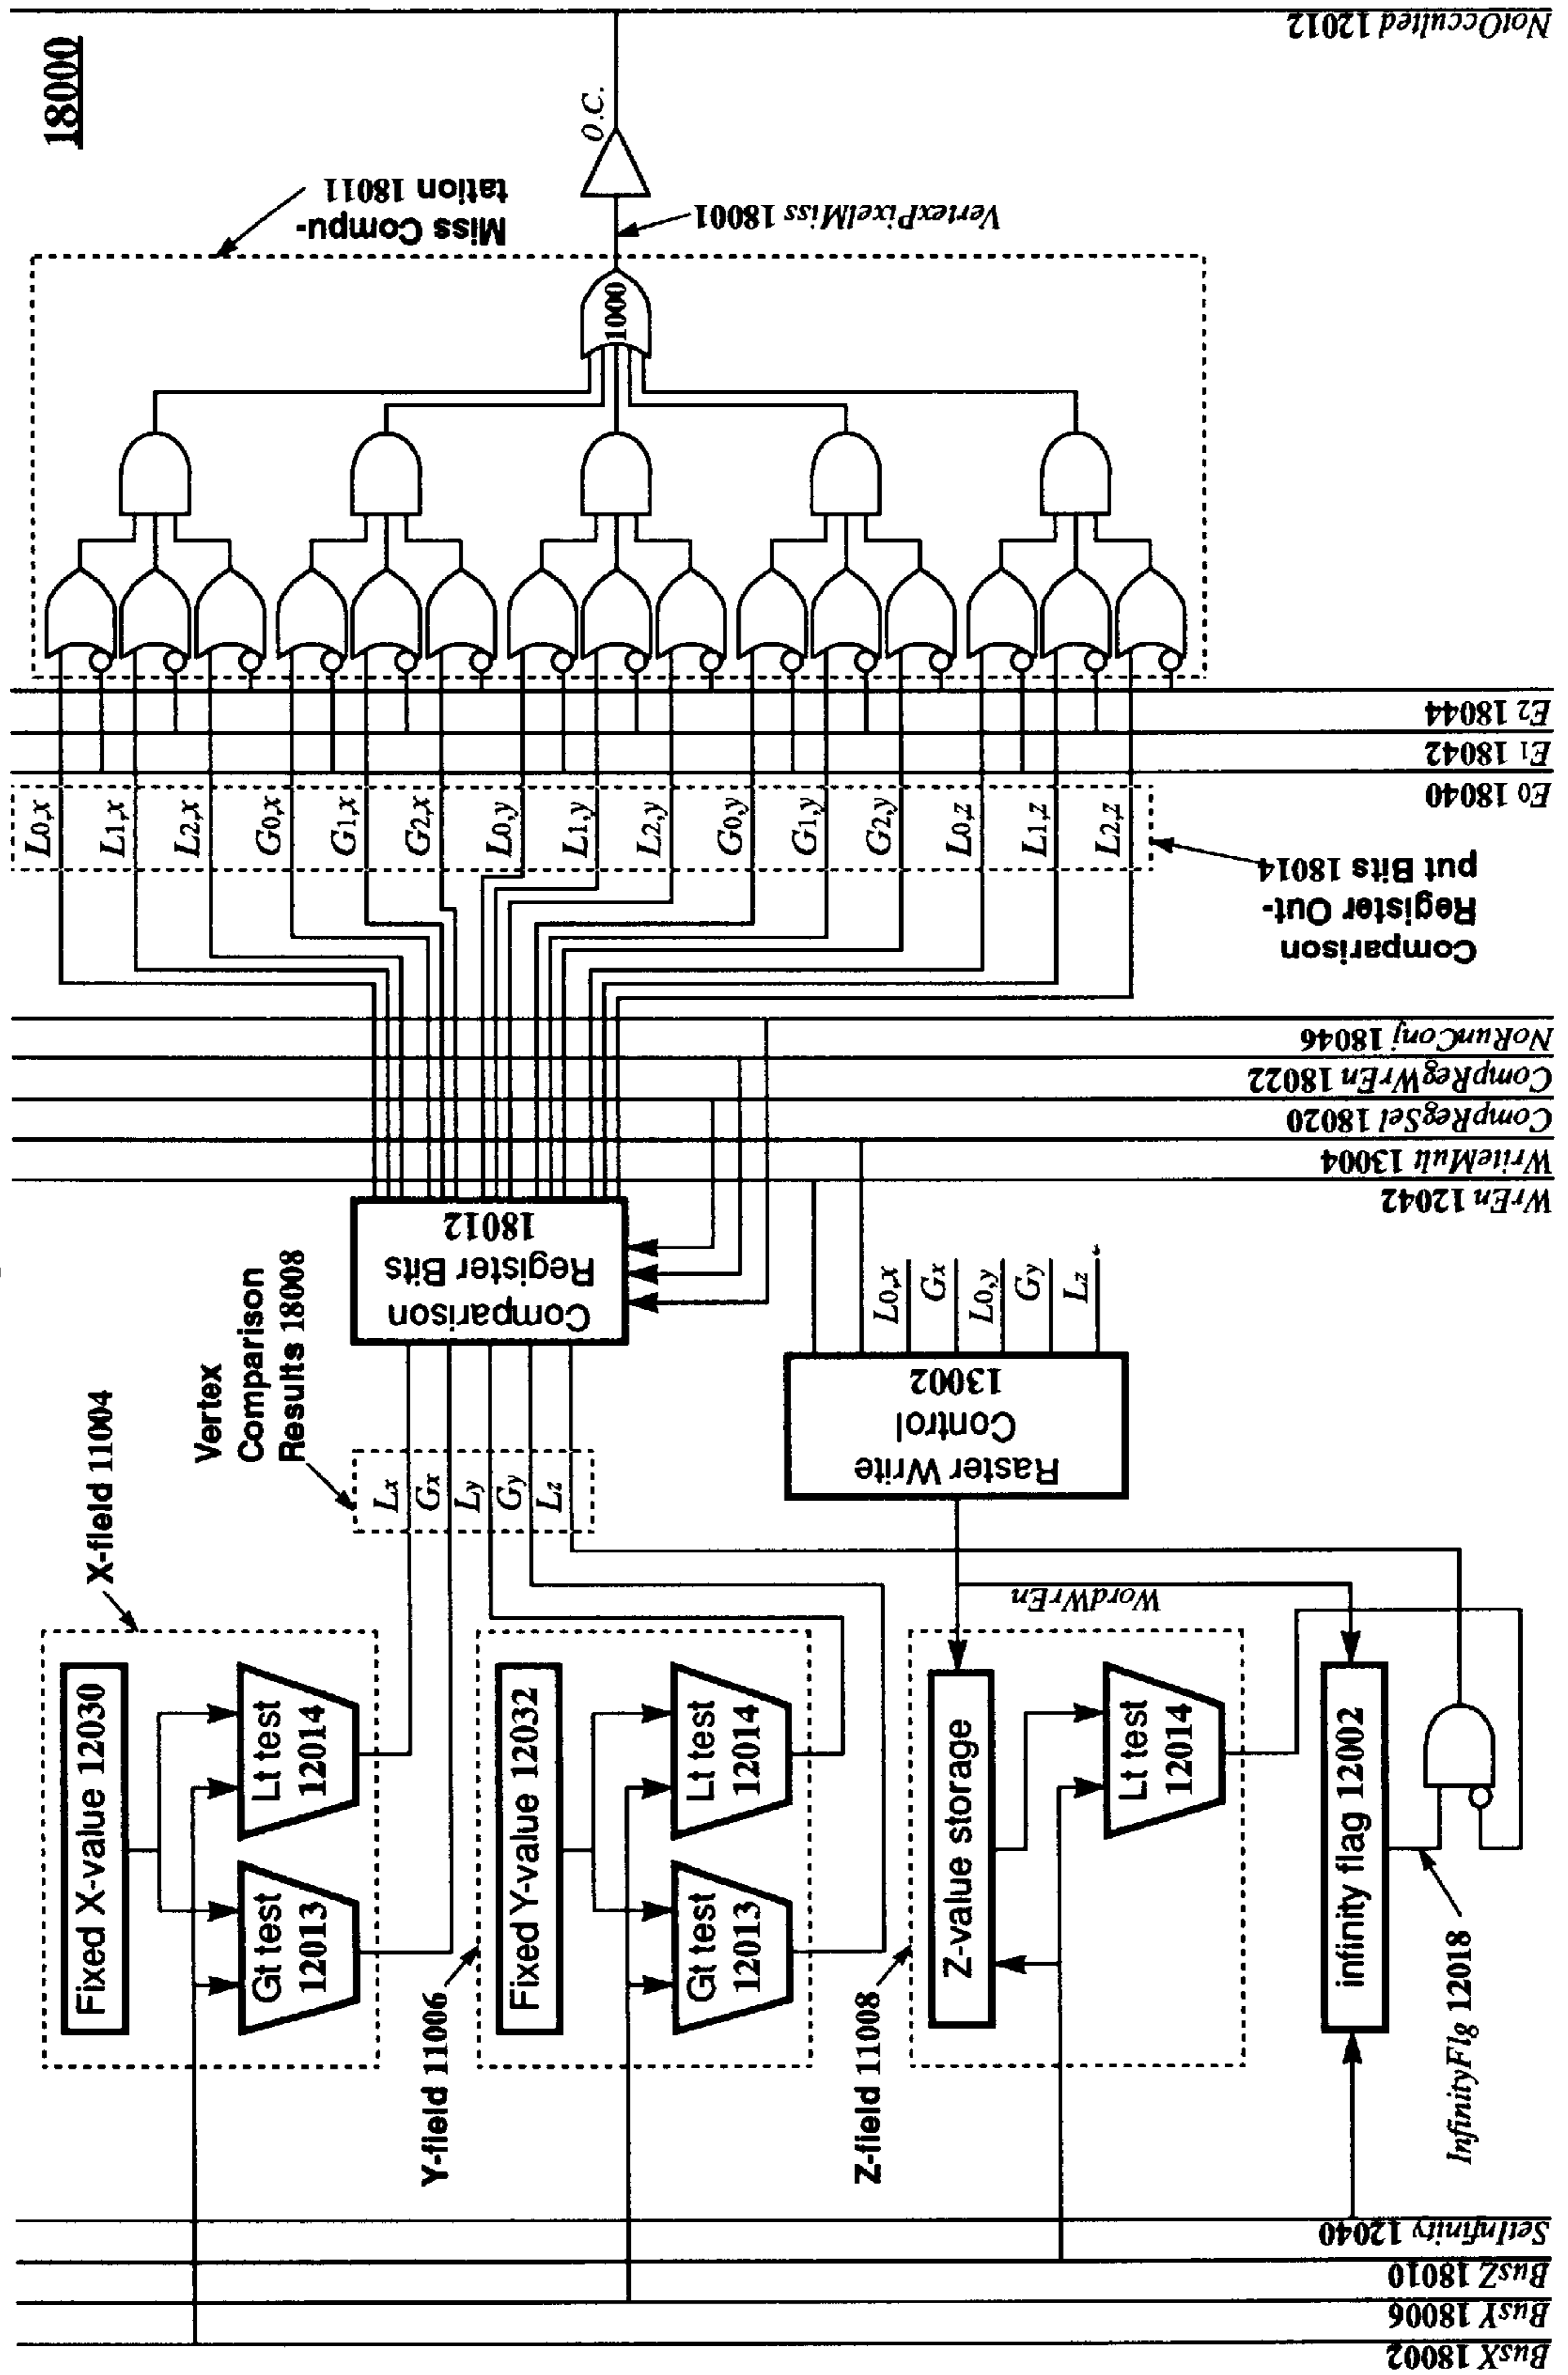 18000
NotOcculted 12012
O.C.
Miss Compu-
tation 18011
VertexPixelMiss 18001
1000
E2 18044
E1 18042
E0 18040
L0,x
L1,x
L2,x
G0,x
G1,x
G2,x
L0,y
L1,y
L2,y
G0,y
G1,y
G2,y
L0,z
L1,z
L2,z
Comparison
Register Out-
put Bits 18014
NoRunConj 18046
CompRegWrEn 18022
CompRegSel 18020
WriteMult 13004
WrEn 12042
Comparison
Register Bits
18012
Vertex
Comparison
Results 18008
L0,x
Gx
L0,y
Gy
Lz
Raster Write
Control
13002
X-field 11004
Lx
Gx
Ly
Gy
Lz
WordWrEn
Fixed X-value 12030
Lt test
12014
Gt test
12013
Y-field 11006
Fixed Y-value 12032
Lt test
12014
Gt test
12013
Z-field 11008
Z-value storage
Lt test
12014
infinity flag 12002
InfinityFlg 12018
SetInfinity 12040
BusZ 18010
BusY 18006
BusX 18002